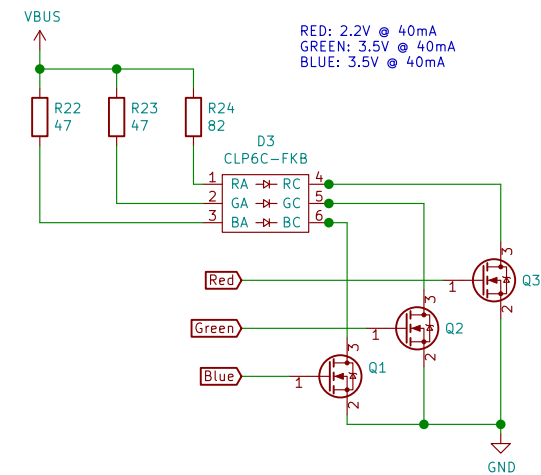 VBUS
RED: 2.2V @ 40mA
GREEN: 3.5V @ 40mA
BLUE: 3.5V @ 40mA
R22
47
R23
47
R24
82
D3
CLP6C-FKB
1 RA RC 4
2 GA GC 5
3 BA BC 6
Red 1 3 Q3 2
Green 1 3 Q2 2
Blue 1 3 Q1 2
GND